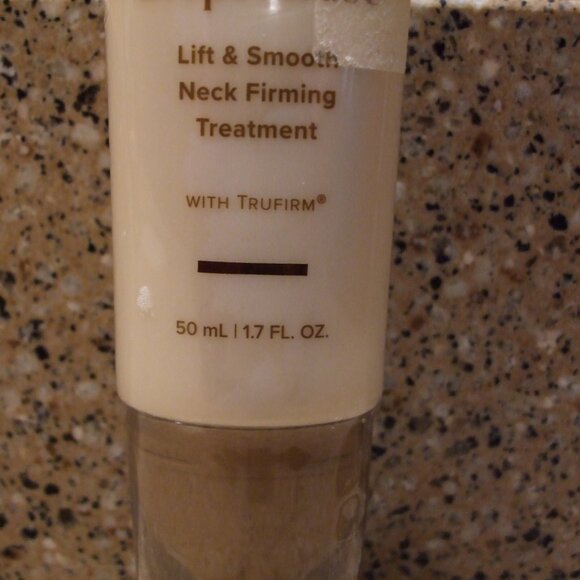 Lift & Smooth
Neck Firming
Treatment
WITH TRUFIRM®
50 mL | 1.7 FL. OZ.